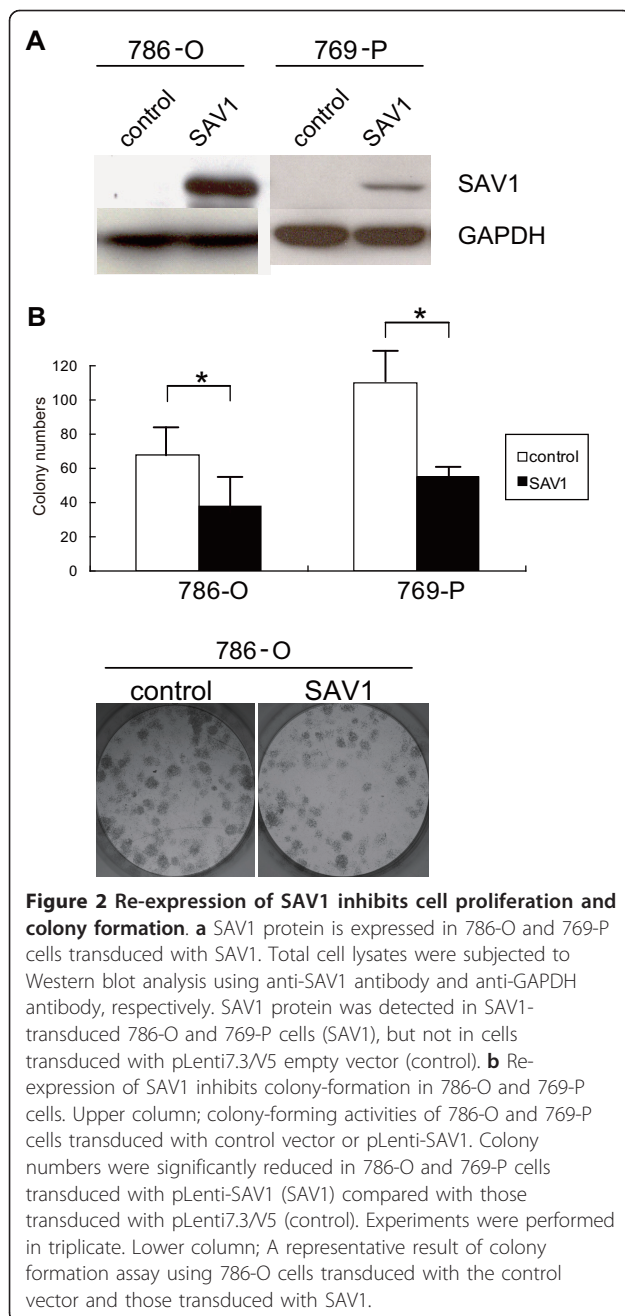 A
786-O 769-P
control SAV1 control SAV1
SAV1
GAPDH
B
Colony numbers
120
100
80
60
40
20
0
* *
control
SAV1
786-O 769-P
786-O
control SAV1
Figure 2 Re-expression of SAV1 inhibits cell proliferation and
colony formation. a SAV1 protein is expressed in 786-O and 769-P
cells transduced with SAV1. Total cell lysates were subjected to
Western blot analysis using anti-SAV1 antibody and anti-GAPDH
antibody, respectively. SAV1 protein was detected in SAV1-
transduced 786-O and 769-P cells (SAV1), but not in cells
transduced with pLenti7.3/V5 empty vector (control). b Re-
expression of SAV1 inhibits colony-formation in 786-O and 769-P
cells. Upper column; colony-forming activities of 786-O and 769-P
cells transduced with control vector or pLenti-SAV1. Colony
numbers were significantly reduced in 786-O and 769-P cells
transduced with pLenti-SAV1 (SAV1) compared with those
transduced with pLenti7.3/V5 (control). Experiments were performed
in triplicate. Lower column; A representative result of colony
formation assay using 786-O cells transduced with the control
vector and those transduced with SAV1.